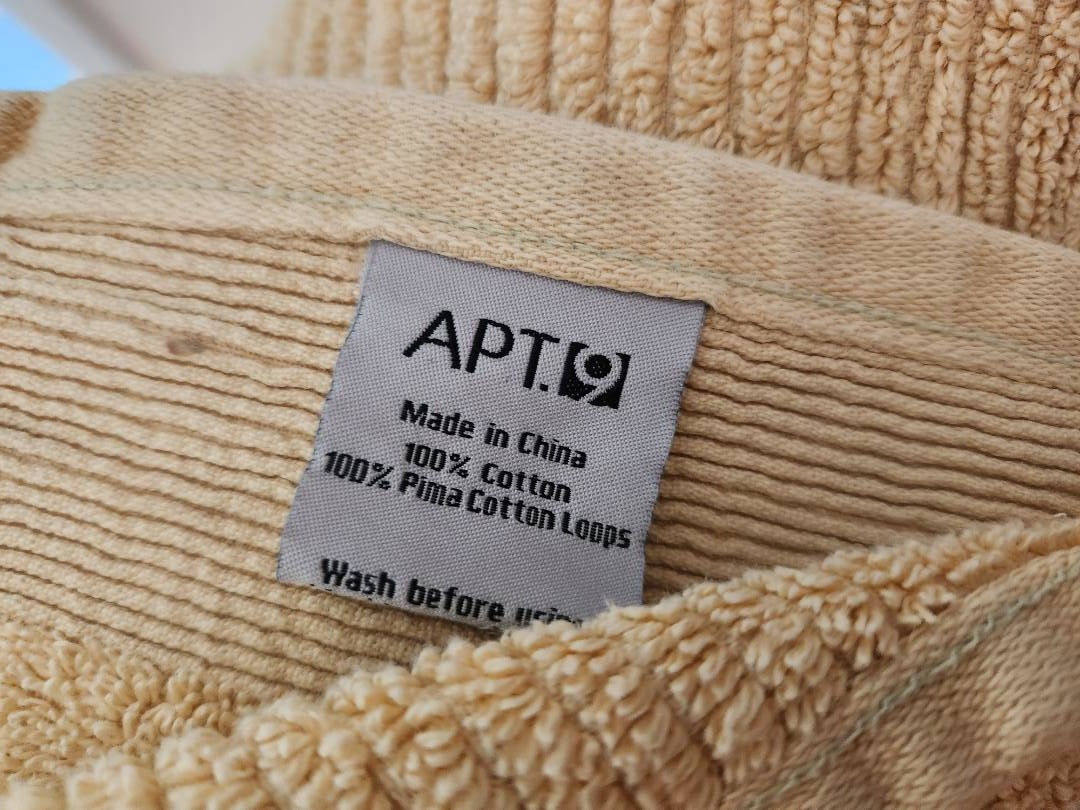 APT.9
Made in China
100% Cotton
100% Pima Cotton Loops
Wash before